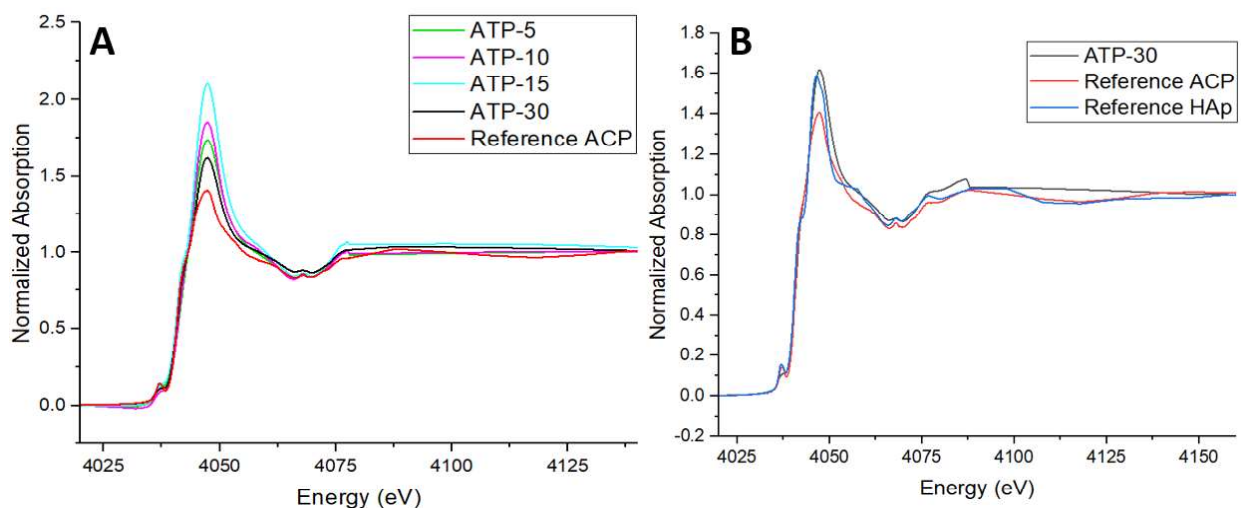 A
ATP-5
ATP-10
ATP-15
ATP-30
Reference ACP
Normalized Absorption
2.5
2.0
1.5
1.0
0.5
0.0
4025 4050 4075 4100 4125
Energy (eV)
B
ATP-30
Reference ACP
Reference HAp
Normalized Absorption
1.8
1.6
1.4
1.2
1.0
0.8
0.6
0.4
0.2
0.0
-0.2
4025 4050 4075 4100 4125 4150
Energy (eV)